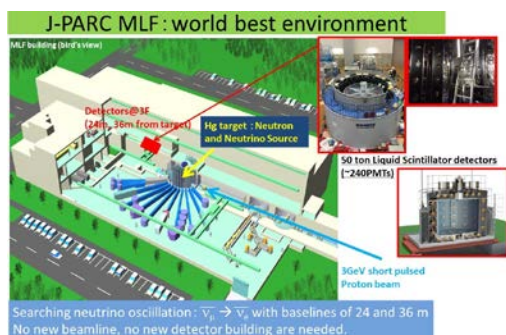 J-PARC MLF : world best environment
MLF building (bird's view)
Detectors@3F
(24m, 36m from target)
Hg target : Neutron
and Neutrino Source
50 ton Liquid Scintillator detectors
(~240PMTs)
3GeV short pulsed
Proton beam
Searching neutrino osciillation : ν̅μ → ν̅e with baselines of 24 and 36 m
No new beamline, no new detector building are needed.